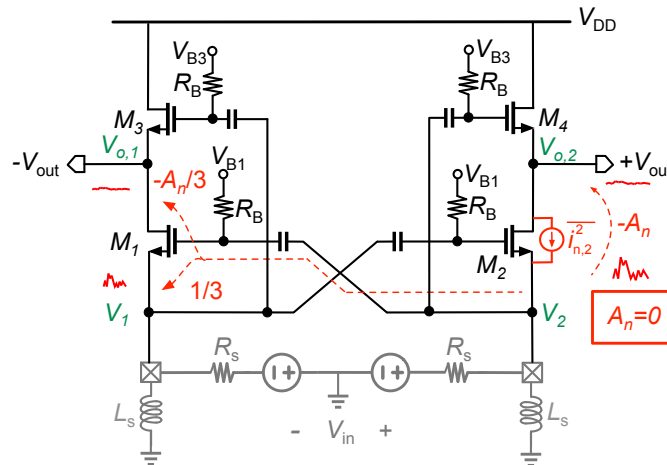 V_DD
V_B3 V_B3
R_B R_B
M_3 M_4
V_o,1 V_o,2
-V_out +V_ou
V_B1 V_B1
-A_n/3 -A_n
R_B R_B
i_n,2^2
M_1 M_2
1/3
V_1 V_2 A_n=0
R_s R_s
L_s L_s
- V_in +